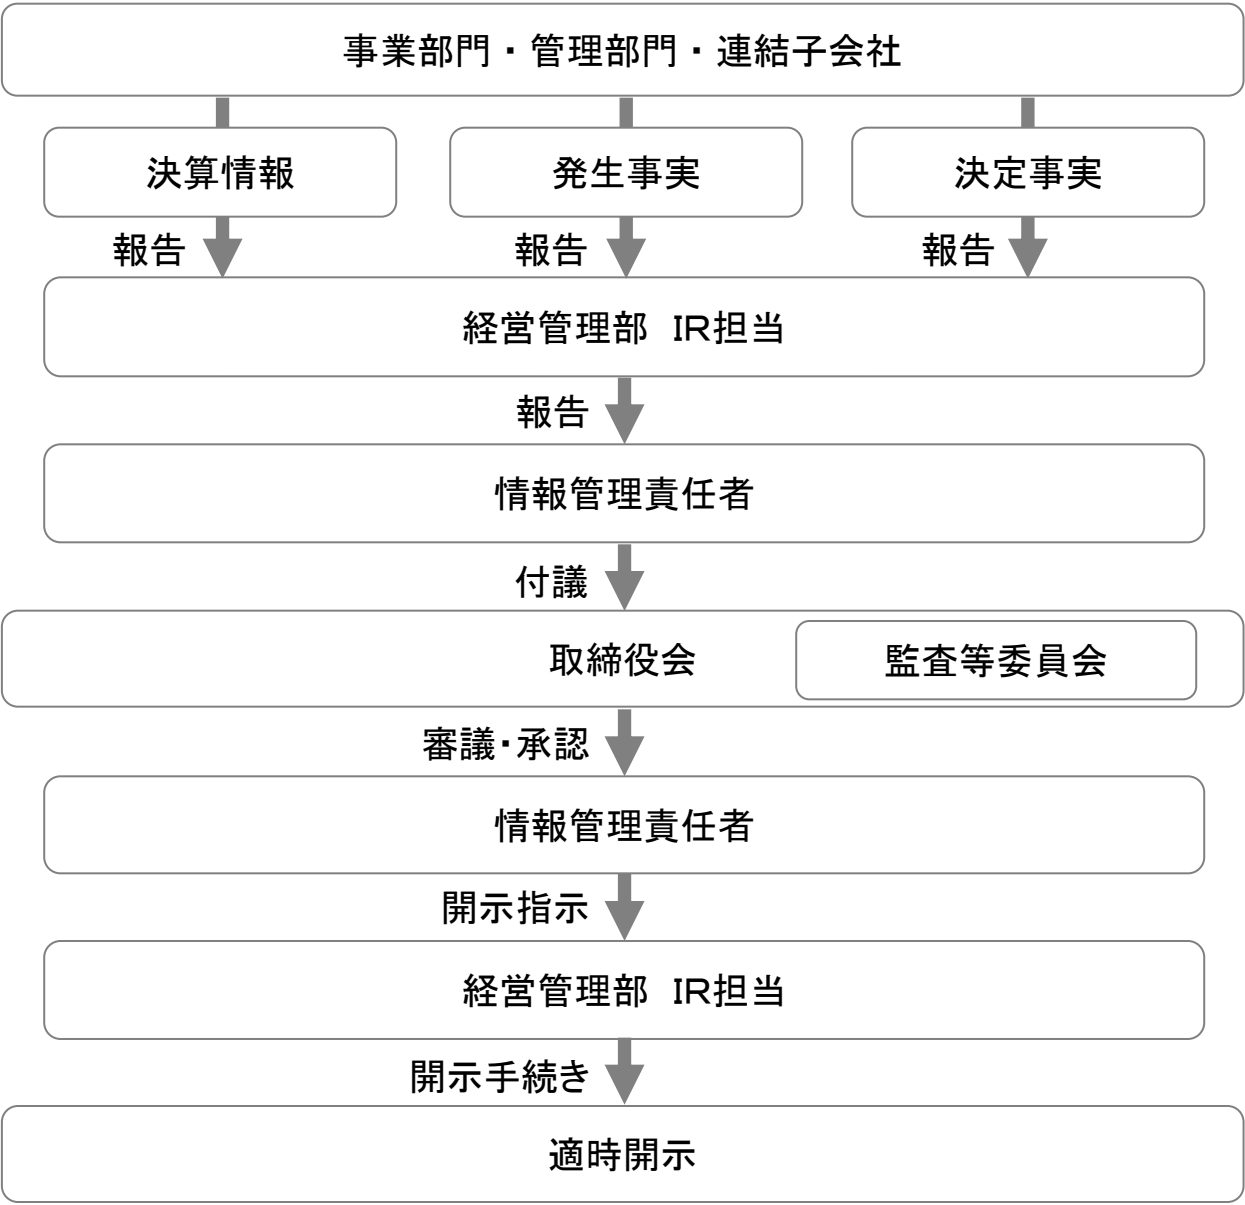 事業部門・管理部門・連結子会社
決算情報
発生事実
決定事実
報告
報告
報告
経営管理部　IR担当
報告
情報管理責任者
付議
取締役会
監査等委員会
審議・承認
情報管理責任者
開示指示
経営管理部　IR担当
開示手続き
適時開示